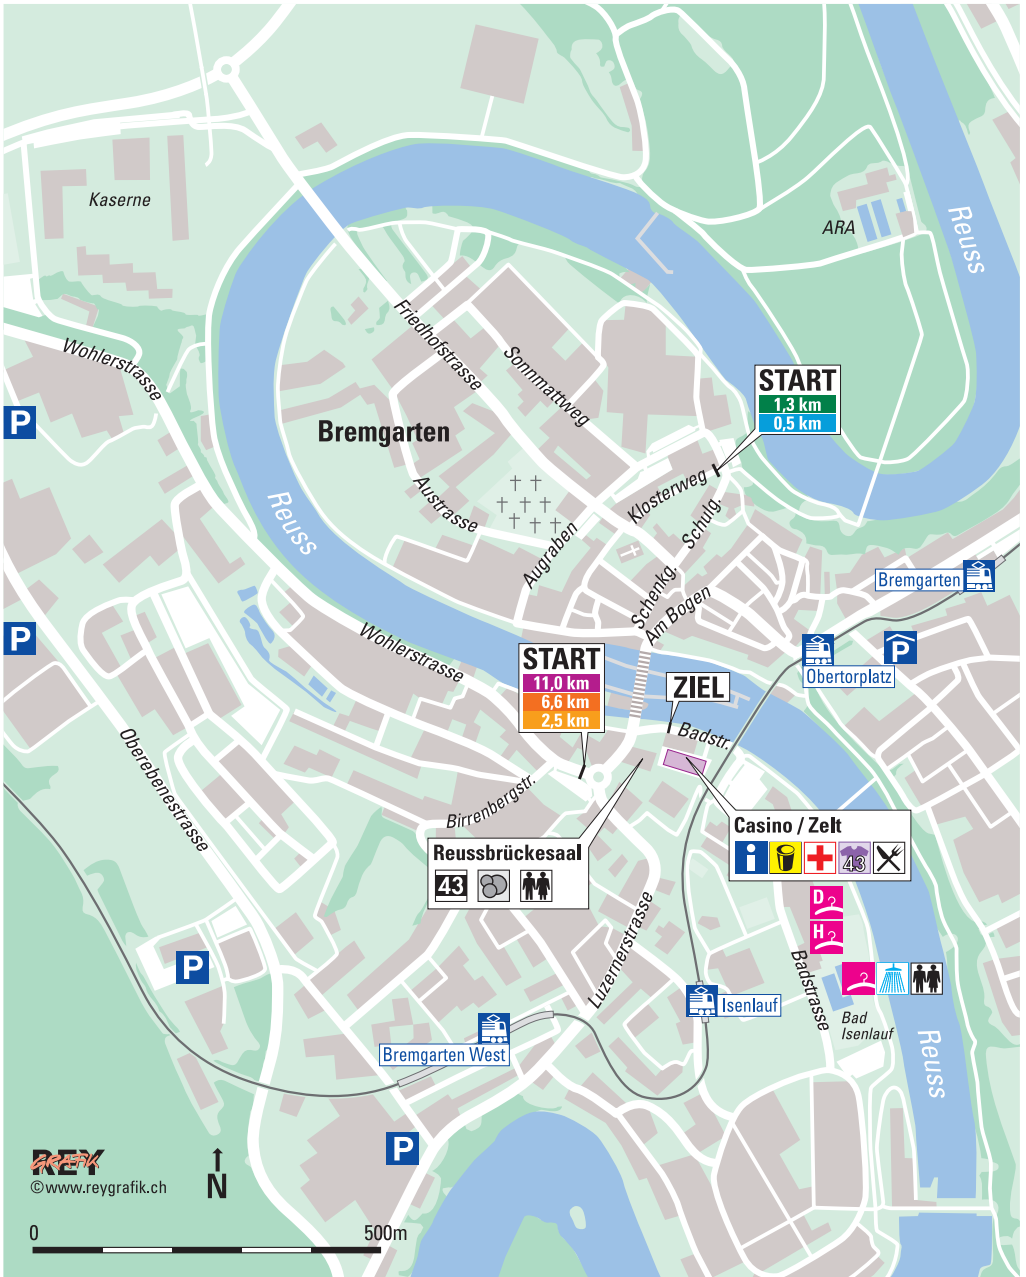 Reuss
Kaserne
ARA
Reuss
Wohlerstrasse
Friedhofstrasse
Sonnmattweg
START
1,3 km
0,5 km
P
Bremgarten
Austrasse
Klosterweg
Schulg.
Reuss
Augraben
Bremgarten
Schenkg.
Am Bogen
P
Wohlerstrasse
P
Obertorplatz
START
11,0 km
6,6 km
2,5 km
ZIEL
Badstr.
Oberebenestrasse
Birrenbergstr.
Casino / Zelt
i
43
Reussbrückesaal
43
D
H
Luzernerstrasse
P
Badstrasse
Isenlauf
Bad
Isenlauf
Bremgarten West
Reuss
P
REY
GRAFIK
©www.reygrafik.ch
N
0
500m